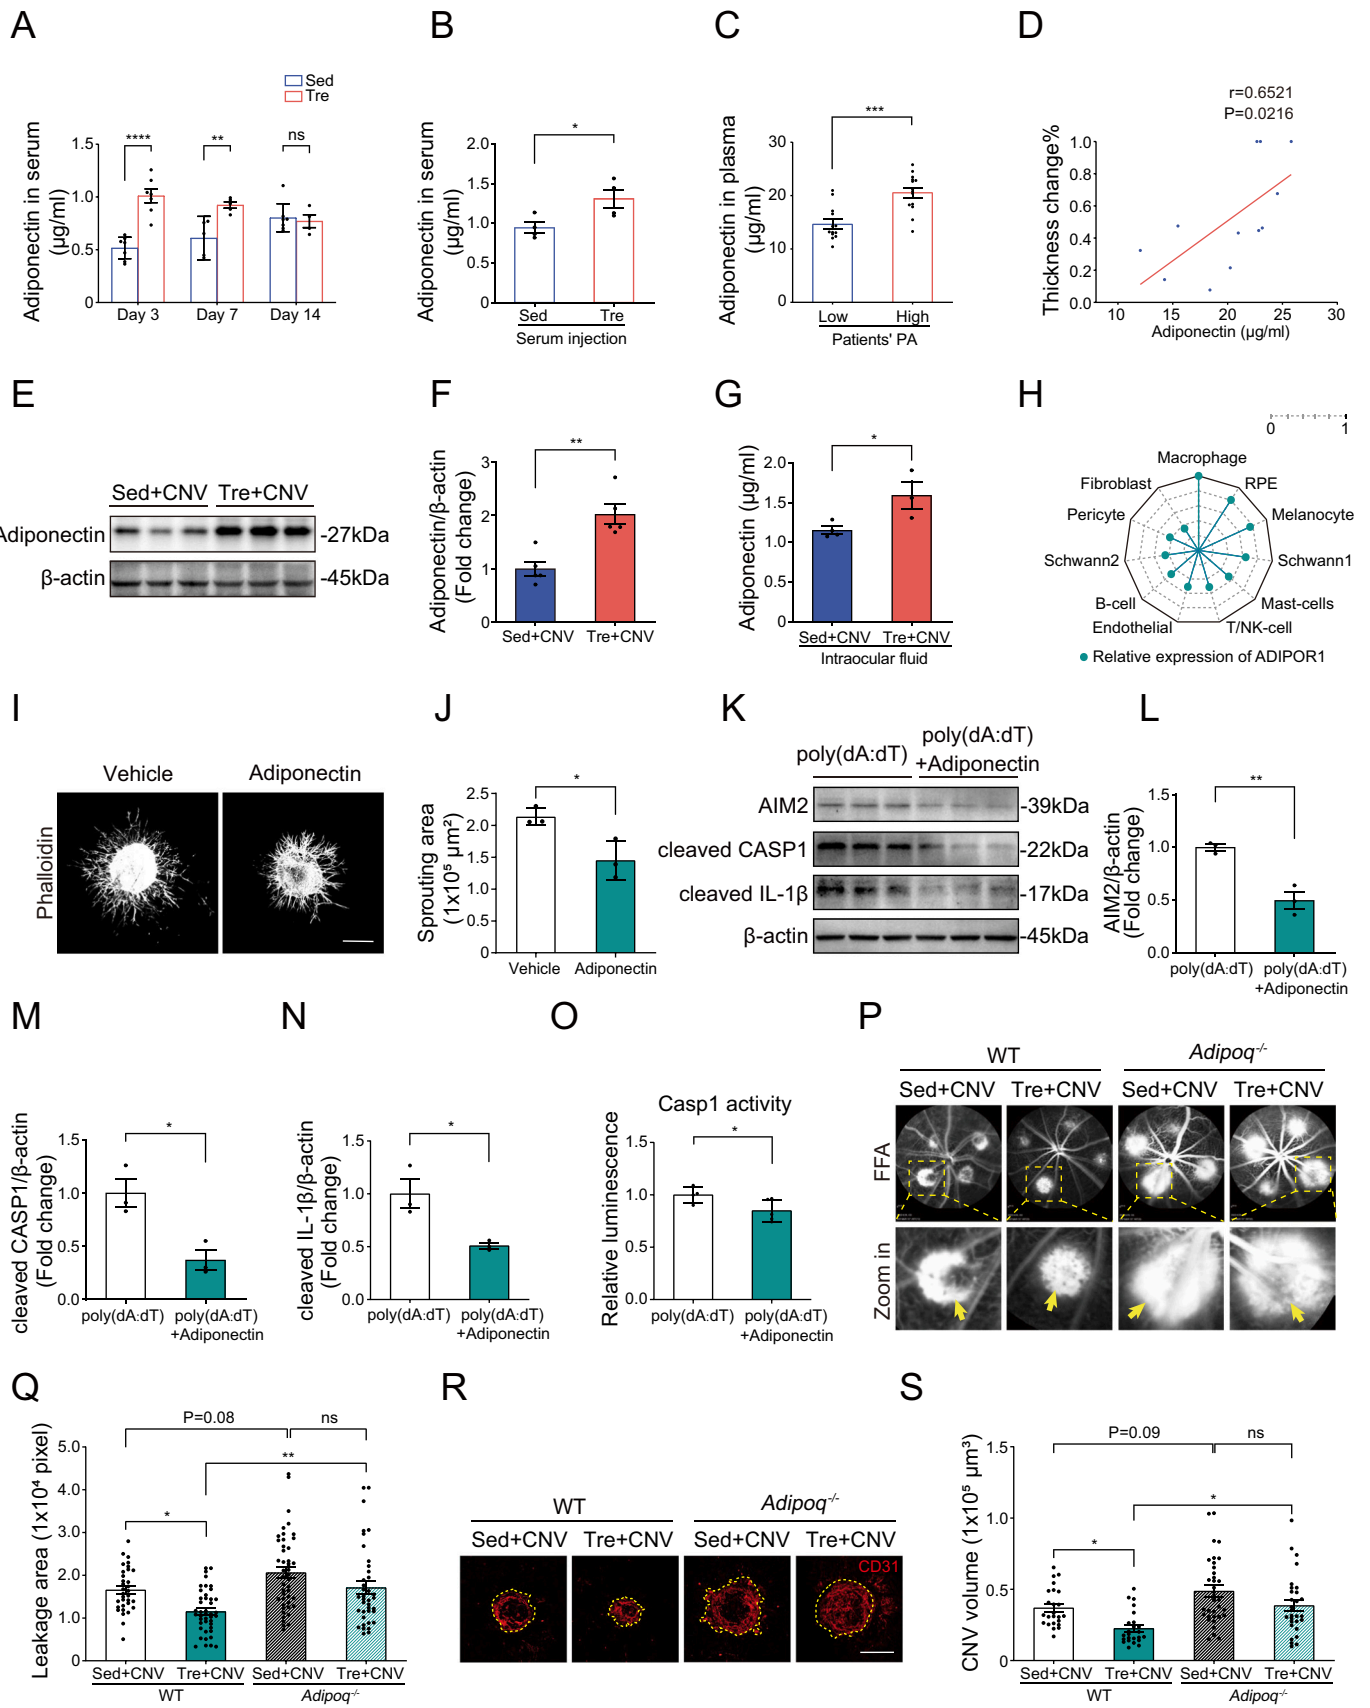 A
B
C
D
Sed
Tre
Adiponectin in serum
(μg/ml)
1.5
1.0
0.5
0
****
**
ns
Day 3
Day 7
Day 14
Adiponectin in serum
(μg/ml)
2.0
1.5
1.0
0.5
0
*
Sed
Tre
Serum injection
Adiponectin in plasma
(μg/ml)
30
20
10
0
***
Low
High
Patients' PA
r=0.6521
P=0.0216
Thickness change%
1.0
0.8
0.6
0.4
0.2
0.0
10
15
20
25
30
Adiponectin (μg/ml)
E
F
G
H
Sed+CNV
Tre+CNV
Adiponectin
-27kDa
β-actin
-45kDa
Adiponectin/β-actin
(Fold change)
3
2
1
0
**
Sed+CNV
Tre+CNV
Adiponectin (μg/ml)
2.0
1.5
1.0
0.5
0
*
Sed+CNV
Tre+CNV
Intraocular fluid
0
1
Macrophage
Fibroblast
RPE
Pericyte
Melanocyte
Schwann2
Schwann1
B-cell
Mast-cells
Endothelial
T/NK-cell
Relative expression of ADIPOR1
I
J
K
L
Vehicle
Adiponectin
Phalloidin
Sprouting area
(1x10⁵ μm²)
2.5
2.0
1.5
1.0
0.5
0
*
Vehicle
Adiponectin
poly(dA:dT)
poly(dA:dT)
+Adiponectin
AIM2
-39kDa
cleaved CASP1
-22kDa
cleaved IL-1β
-17kDa
β-actin
-45kDa
AIM2/β-actin
(Fold change)
1.5
1.0
0.5
0.0
**
poly(dA:dT)
poly(dA:dT)
+Adiponectin
M
N
O
P
cleaved CASP1/β-actin
(Fold change)
1.5
1.0
0.5
0.0
*
poly(dA:dT)
poly(dA:dT)
+Adiponectin
cleaved IL-1β/β-actin
(Fold change)
1.5
1.0
0.5
0.0
*
poly(dA:dT)
poly(dA:dT)
+Adiponectin
Casp1 activity
Relative luminescence
1.5
1.0
0.5
0
*
poly(dA:dT)
poly(dA:dT)
+Adiponectin
WT
Adipoq⁻/⁻
Sed+CNV
Tre+CNV
Sed+CNV
Tre+CNV
FFA
Zoom in
Q
R
S
Leakage area (1x10⁴ pixel)
5.0
4.0
3.0
2.0
1.0
0
P=0.08
ns
**
*
Sed+CNV
Tre+CNV
Sed+CNV
Tre+CNV
WT
Adipoq⁻/⁻
WT
Adipoq⁻/⁻
Sed+CNV
Tre+CNV
Sed+CNV
Tre+CNV
CD31
CNV volume (1x10⁵ μm³)
1.5
1.0
0.5
0
P=0.09
ns
*
*
Sed+CNV
Tre+CNV
Sed+CNV
Tre+CNV
WT
Adipoq⁻/⁻